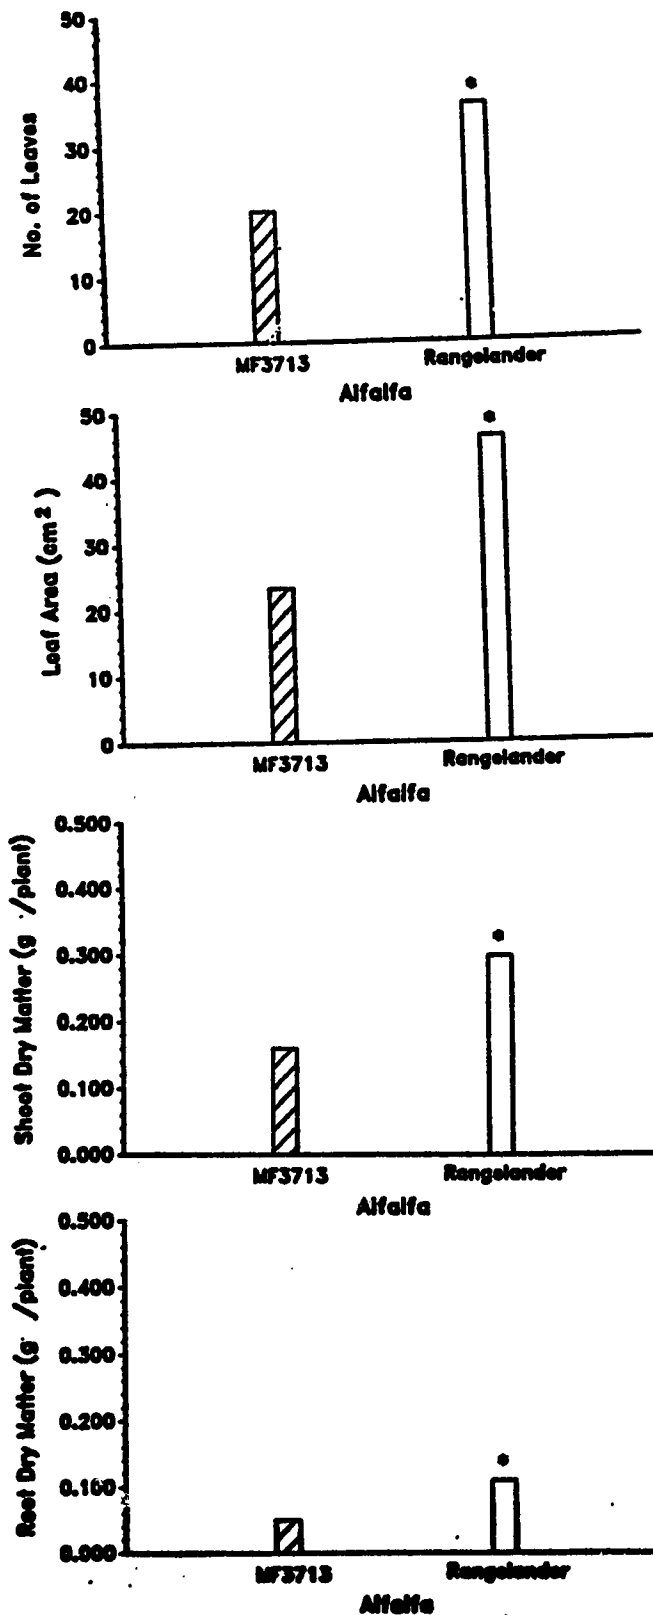 No. of Leaves
50
40
30
20
10
0
*
MF3713 Rangelander
Alfalfa
Leaf Area (cm²)
50
40
30
20
10
0
*
MF3713 Rangelander
Alfalfa
Shoot Dry Matter (g /plant)
0.500
0.400
0.300
0.200
0.100
0.000
*
MF3713 Rangelander
Alfalfa
Root Dry Matter (g /plant)
0.500
0.400
0.300
0.200
0.100
0.000
*
MF3713 Rangelander
Alfalfa